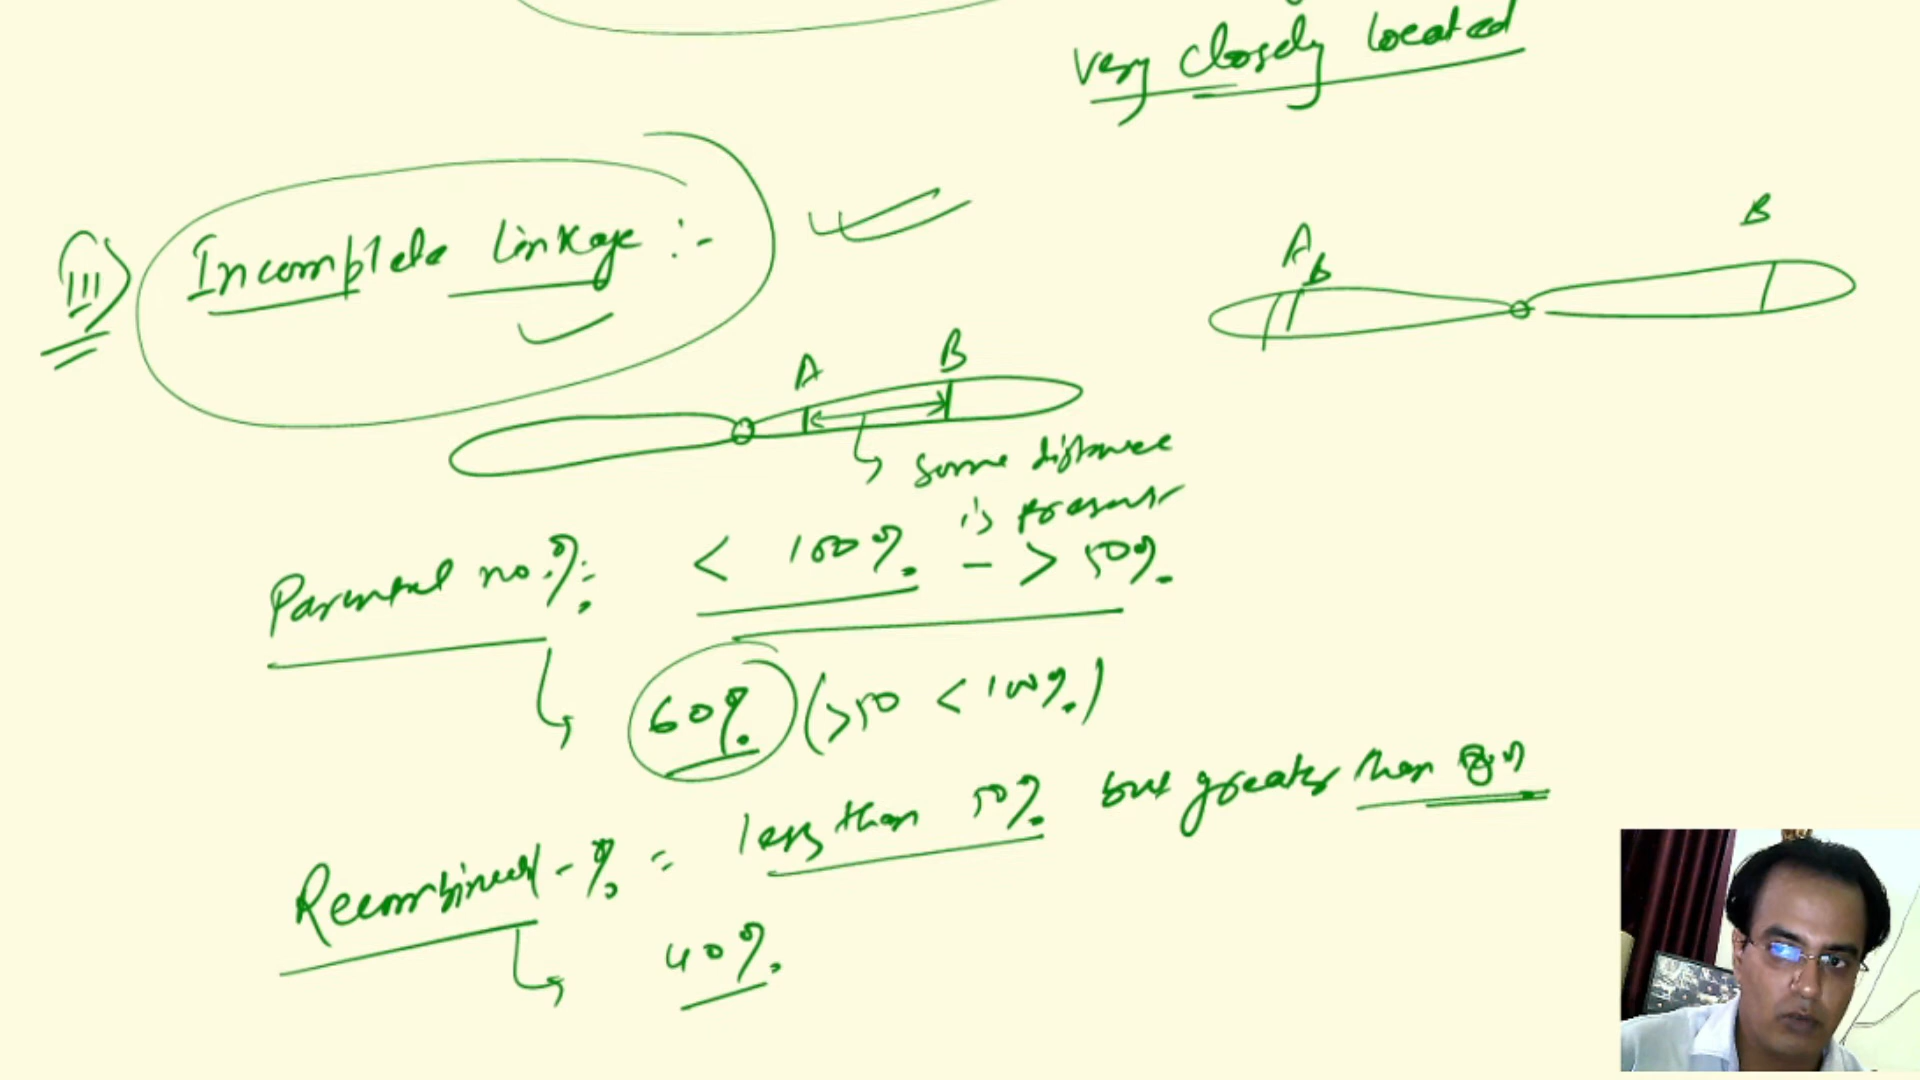 very closely located
III) Incomplete Linkage :-
A B
B
A B
some distance
is present
Parental no.%: < 100% - > 50%
60% (>50 < 100%)
Recombined - % = less than 50% but greater than
40%